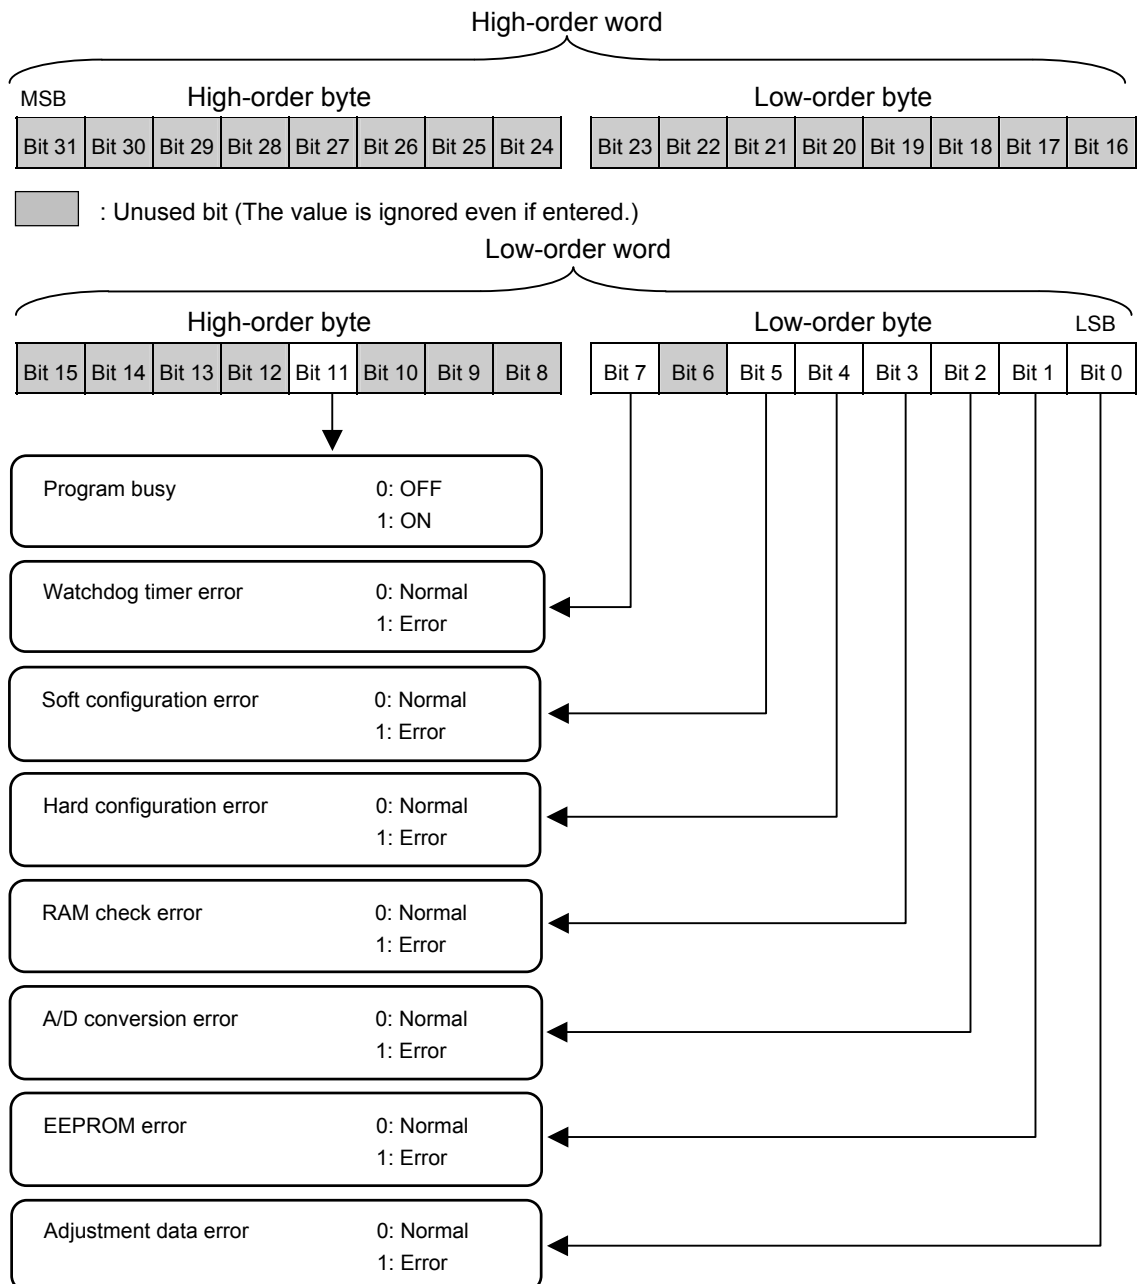 High-order word
MSB High-order byte Low-order byte
Bit 31 Bit 30 Bit 29 Bit 28 Bit 27 Bit 26 Bit 25 Bit 24 Bit 23 Bit 22 Bit 21 Bit 20 Bit 19 Bit 18 Bit 17 Bit 16
: Unused bit (The value is ignored even if entered.)
Low-order word
High-order byte Low-order byte LSB
Bit 15 Bit 14 Bit 13 Bit 12 Bit 11 Bit 10 Bit 9 Bit 8 Bit 7 Bit 6 Bit 5 Bit 4 Bit 3 Bit 2 Bit 1 Bit 0
Program busy 0: OFF
1: ON
Watchdog timer error 0: Normal
1: Error
Soft configuration error 0: Normal
1: Error
Hard configuration error 0: Normal
1: Error
RAM check error 0: Normal
1: Error
A/D conversion error 0: Normal
1: Error
EEPROM error 0: Normal
1: Error
Adjustment data error 0: Normal
1: Error